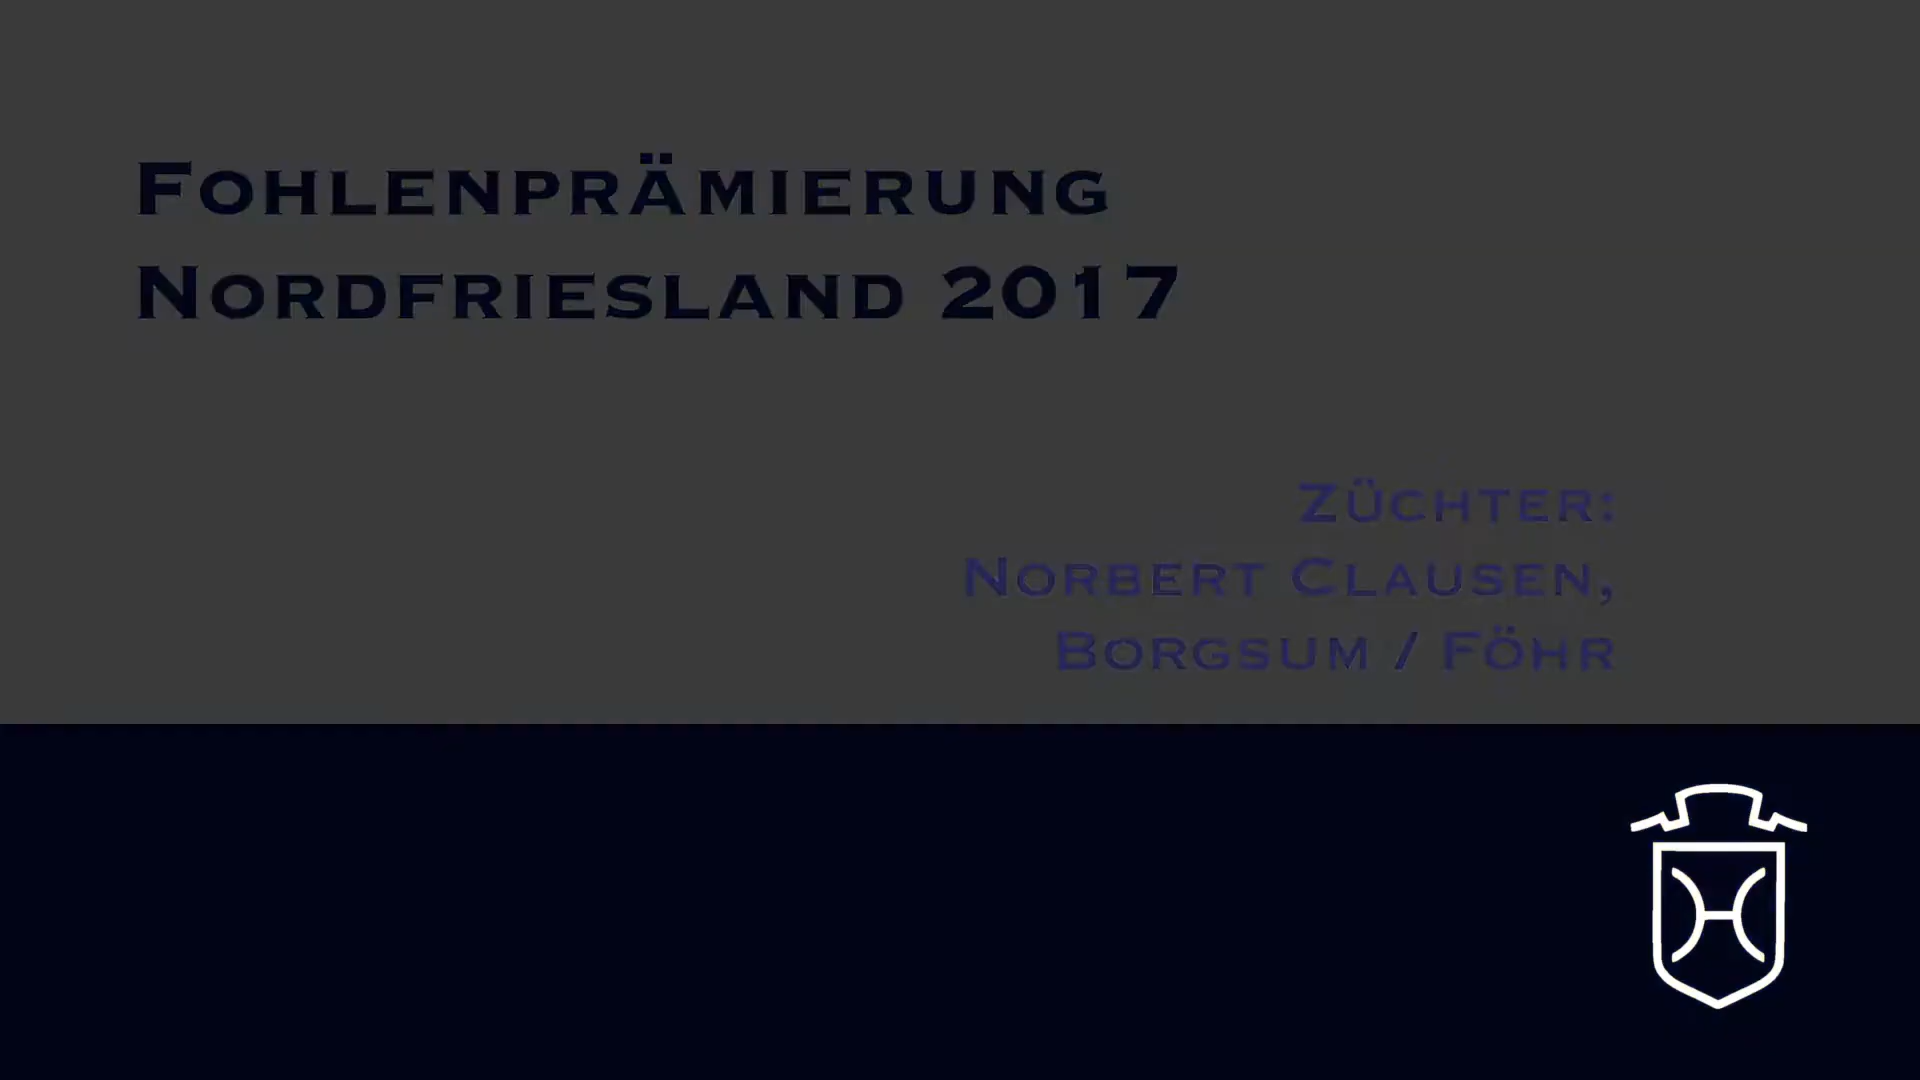 Fohlenprämierung
Nordfriesland 2017
Züchter:
Norbert Clausen,
Borgsum / Föhr